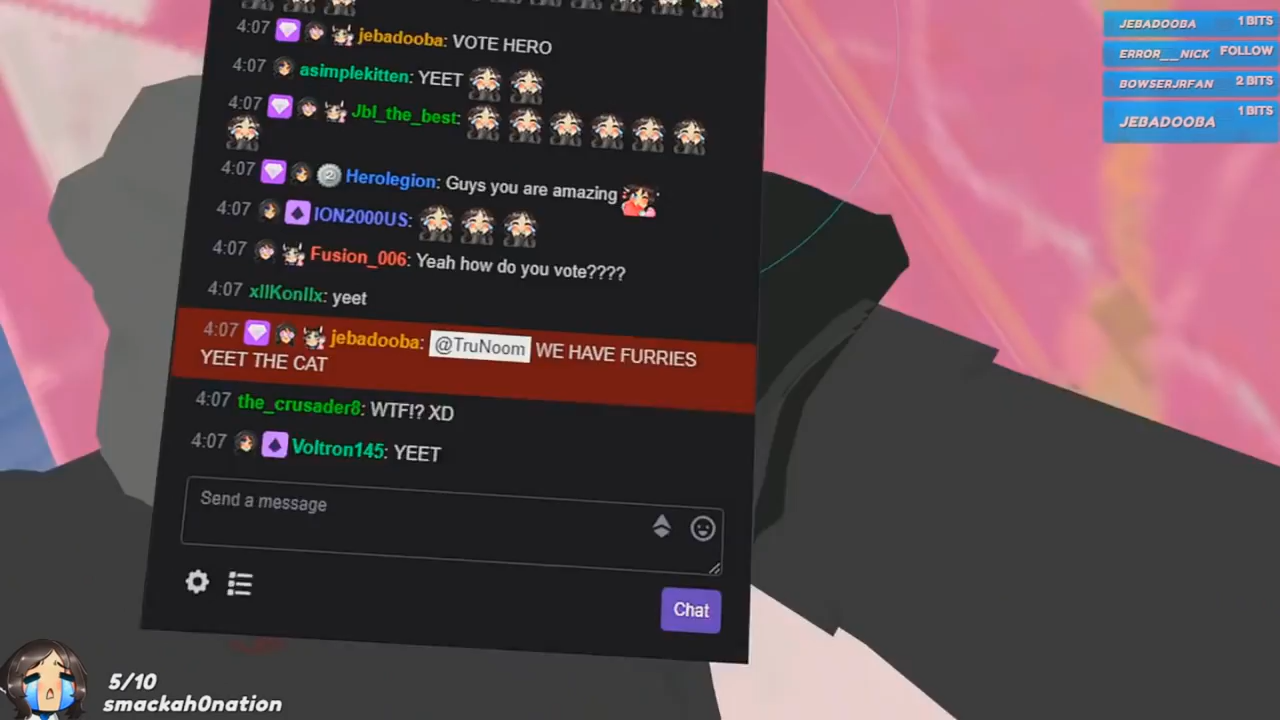 4:07 jebadooba: VOTE HERO
4:07 asimplekitten: YEET
4:07 Jbl_the_best:
4:07 2 Herolegion: Guys you are amazing
4:07 ION2000US:
4:07 Fusion_006: Yeah how do you vote????
4:07 xIIKonIIx: yeet
4:07 jebadooba: @TruNoom WE HAVE FURRIES
YEET THE CAT
4:07 the_crusader8: WTF!? XD
4:07 Voltron145: YEET
Send a message
Chat
JEBADOOBA 1 BITS
ERROR__NICK FOLLOW
BOWSERJRFAN 2 BITS
JEBADOOBA 1 BITS
5/10
smackah0nation